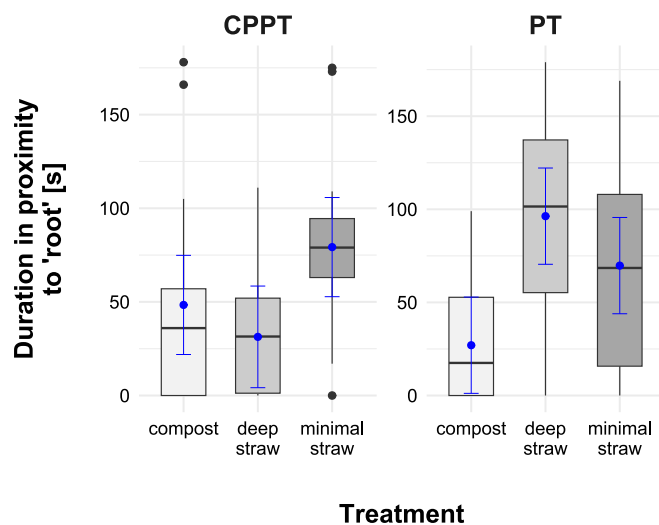 CPPT PT
Duration in proximity
to 'root' [s]
150 150
100 100
50 50
0 0
compost deep minimal compost deep minimal
straw straw straw straw
Treatment